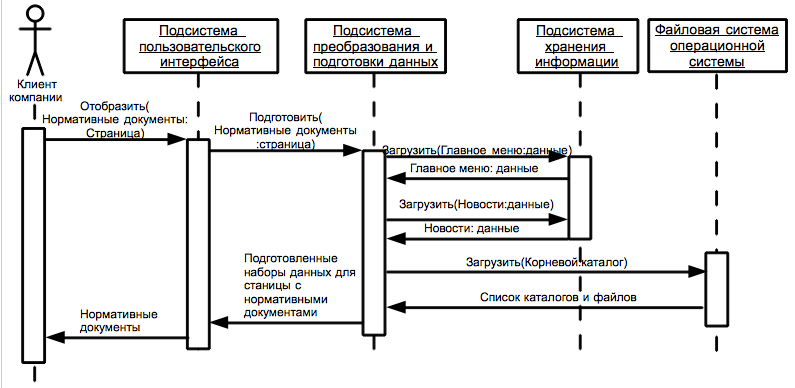 Клиент
компании
Подсистема
пользовательского
интерфейса
Подсистема
преобразования и
подготовки данных
Подсистема
хранения
информации
Файловая система
операционной
системы
Отобразить(
Нормативные документы:
Страница)
Подготовить(
Нормативные документы
:страница)
Загрузить(Главное меню:данные)
Главное меню: данные
Загрузить(Новости:данные)
Новости: данные
Загрузить(Корневой:каталог)
Список каталогов и файлов
Подготовленные
наборы данных для
станицы с
нормативными
документами
Нормативные
документы